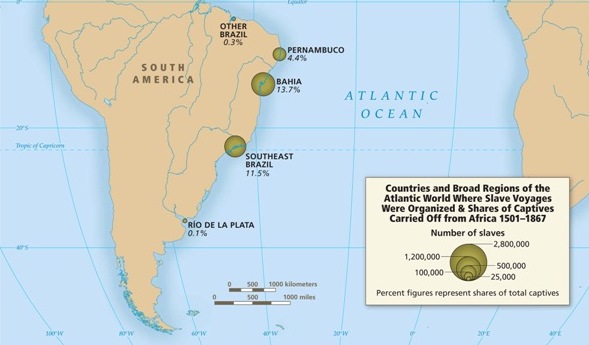 0°
Equator
OTHER
BRAZIL
0.3%
PERNAMBUCO
4.4%
SOUTH
AMERICA
BAHIA
13.7%
ATLANTIC
OCEAN
20°S
Tropic of Capricorn
SOUTHEAST
BRAZIL
11.5%
RÍO DE LA PLATA
0.1%
40°S
Countries and Broad Regions of the
Atlantic World Where Slave Voyages
Were Organized & Shares of Captives
Carried Off from Africa 1501–1867
Number of slaves
2,800,000
1,200,000
500,000
100,000
25,000
Percent figures represent shares of total captives
0 500 1000 kilometers
0 500 1000 miles
100°W
80°W
60°W
40°W
20°W
0°
20°E
40°E